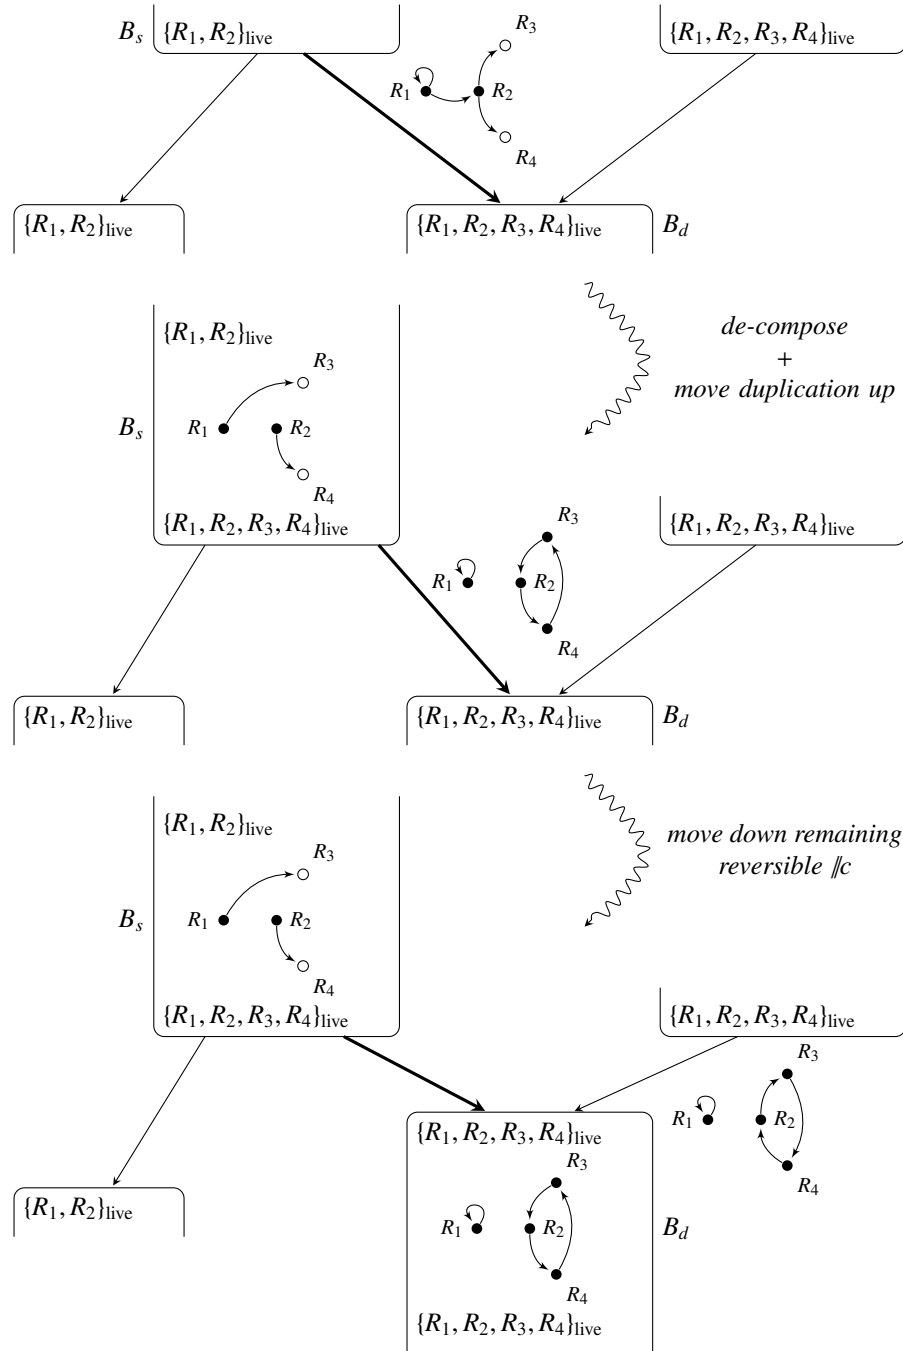 B_s {R_1, R_2}_live {R_1, R_2, R_3, R_4}_live
R_3
R_1 R_2
R_4
{R_1, R_2}_live {R_1, R_2, R_3, R_4}_live B_d
de-compose
+
move duplication up
{R_1, R_2}_live
R_3
B_s R_1 R_2
R_4
{R_1, R_2, R_3, R_4}_live {R_1, R_2, R_3, R_4}_live
R_3
R_1 R_2
R_4
{R_1, R_2}_live {R_1, R_2, R_3, R_4}_live B_d
move down remaining
reversible ∥c
{R_1, R_2}_live
R_3
B_s R_1 R_2
R_4
{R_1, R_2, R_3, R_4}_live {R_1, R_2, R_3, R_4}_live
R_3
R_1 R_2
R_4
{R_1, R_2, R_3, R_4}_live
R_3
{R_1, R_2}_live R_1 R_2 B_d
R_4
{R_1, R_2, R_3, R_4}_live